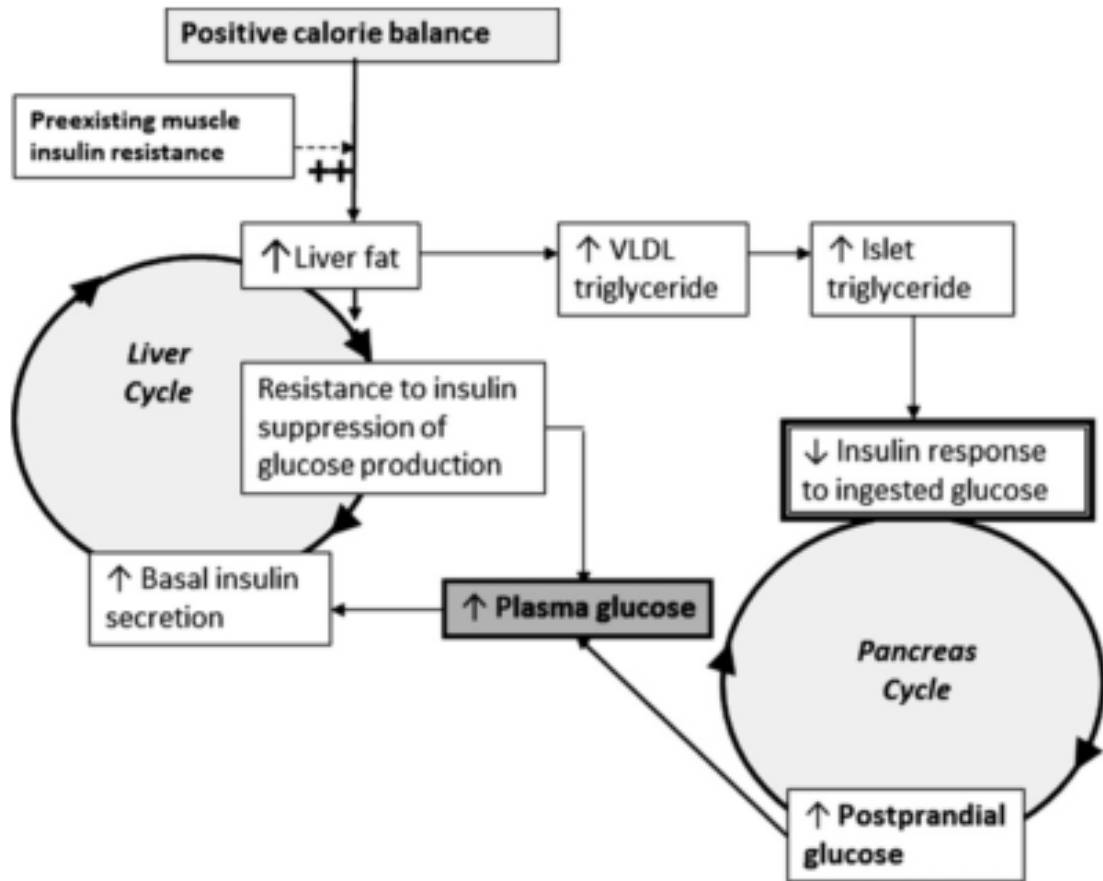 Positive calorie balance
Preexisting muscle
insulin resistance
++
↑ Liver fat
↑ VLDL
triglyceride
↑ Islet
triglyceride
Liver
Cycle
Resistance to insulin
suppression of
glucose production
↓ Insulin response
to ingested glucose
↑ Basal insulin
secretion
↑ Plasma glucose
Pancreas
Cycle
↑ Postprandial
glucose